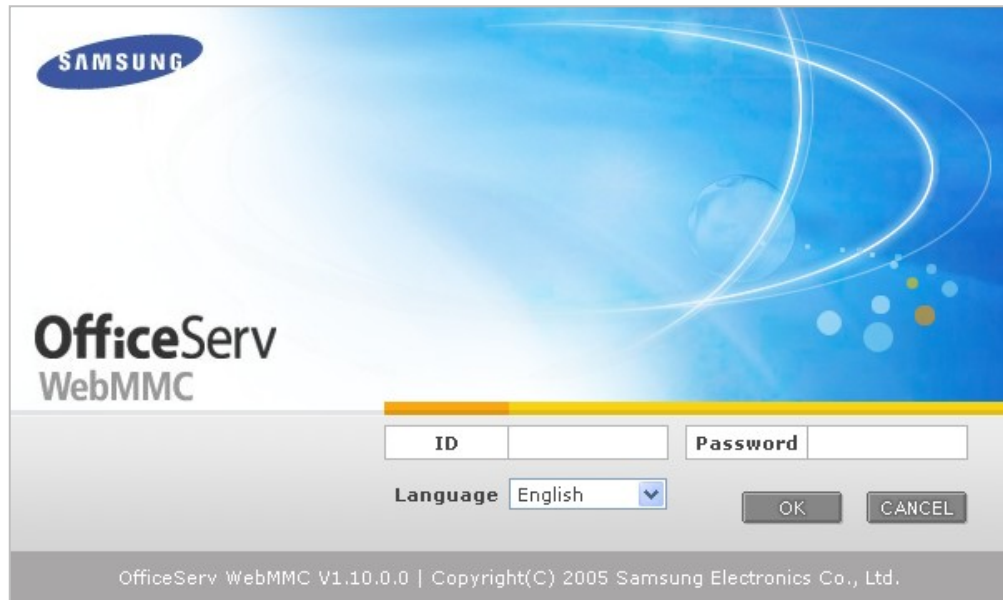 SAMSUNG
OfficeServ
WebMMC
ID
Password
Language English
OK CANCEL
OfficeServ WebMMC V1.10.0.0 | Copyright(C) 2005 Samsung Electronics Co., Ltd.